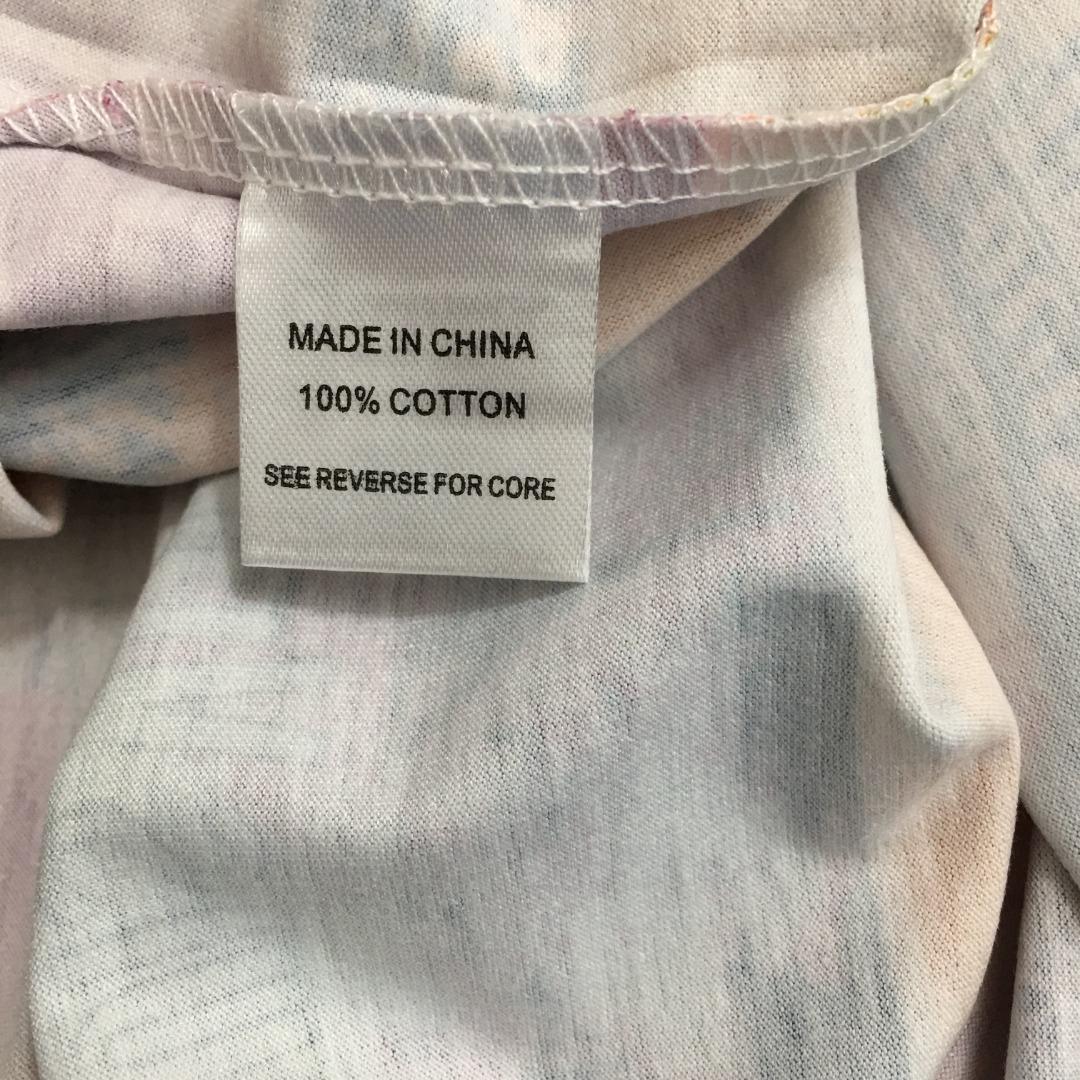 MADE IN CHINA
100% COTTON
SEE REVERSE FOR CORE